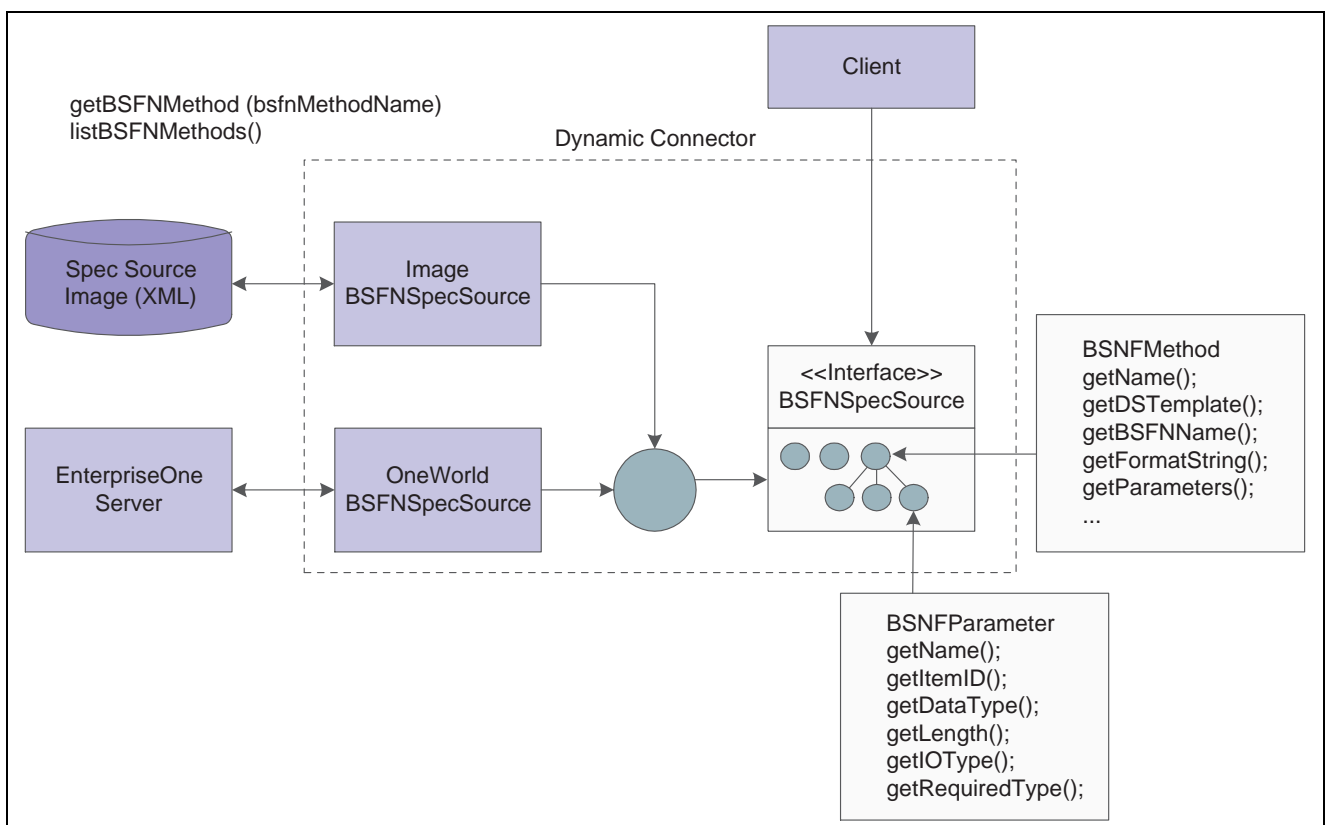 Client
getBSFNMethod (bsfnMethodName)
listBSFNMethods()
Dynamic Connector
Spec Source
Image (XML)
Image
BSFNSpecSource
<<Interface>>
BSFNSpecSource
BSNFMethod
getName();
getDSTemplate();
getBSFNName();
getFormatString();
getParameters();
...
EnterpriseOne
Server
OneWorld
BSFNSpecSource
BSNFParameter
getName();
getItemID();
getDataType();
getLength();
getIOType();
getRequiredType();